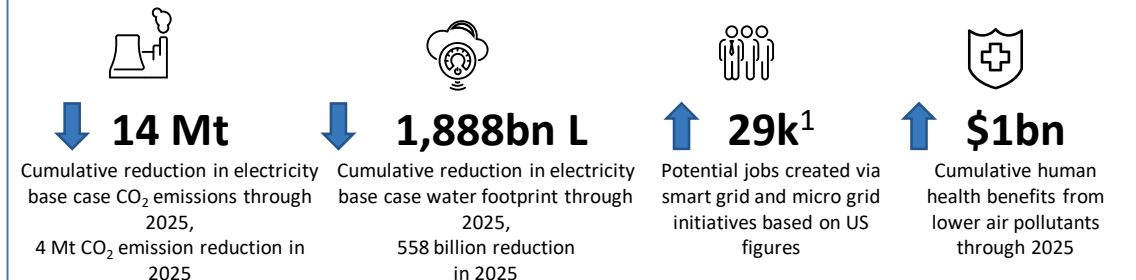 14 Mt
Cumulative reduction in electricity
base case CO₂ emissions through
2025,
4 Mt CO₂ emission reduction in
2025
1,888bn L
Cumulative reduction in electricity
base case water footprint through
2025,
558 billion reduction
in 2025
29k¹
Potential jobs created via
smart grid and micro grid
initiatives based on US
figures
$1bn
Cumulative human
health benefits from
lower air pollutants
through 2025